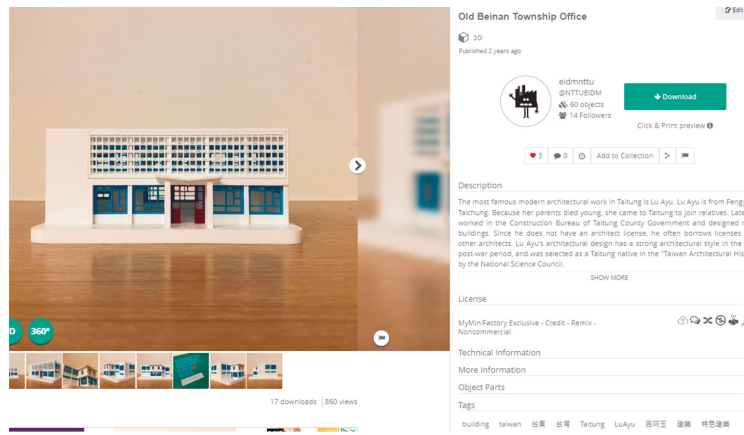 Old Beinan Township Office
Edit
3D
Published 2 years ago
eidmnttu
@NTTUEIDM
60 objects
14 Followers
Download
Click & Print preview
3
0
Add to Collection
Description
The most famous modern architectural work in Taitung is Lu Ayu. Lu Ayu is from
Taichung. Because her parents died young, she came to Taitung to join relatives.
worked in the Construction Bureau of Taitung County Government and designed
buildings. Since he does not have an architect license, he often borrows licenses
other architects. Lu Ayu's architectural design has a strong architectural style in the
post-war period, and was selected as a Taitung native in the "Taiwan Architectural
by the National Science Council.
SHOW MORE
License
MyMiniFactory Exclusive - Credit - Remix -
Noncommercial
Technical Information
More Information
Object Parts
Tags
building taiwan 台東 台灣 Taitung LuAyu 呂阿玉 建築 特色建築
360°
17 downloads 860 views